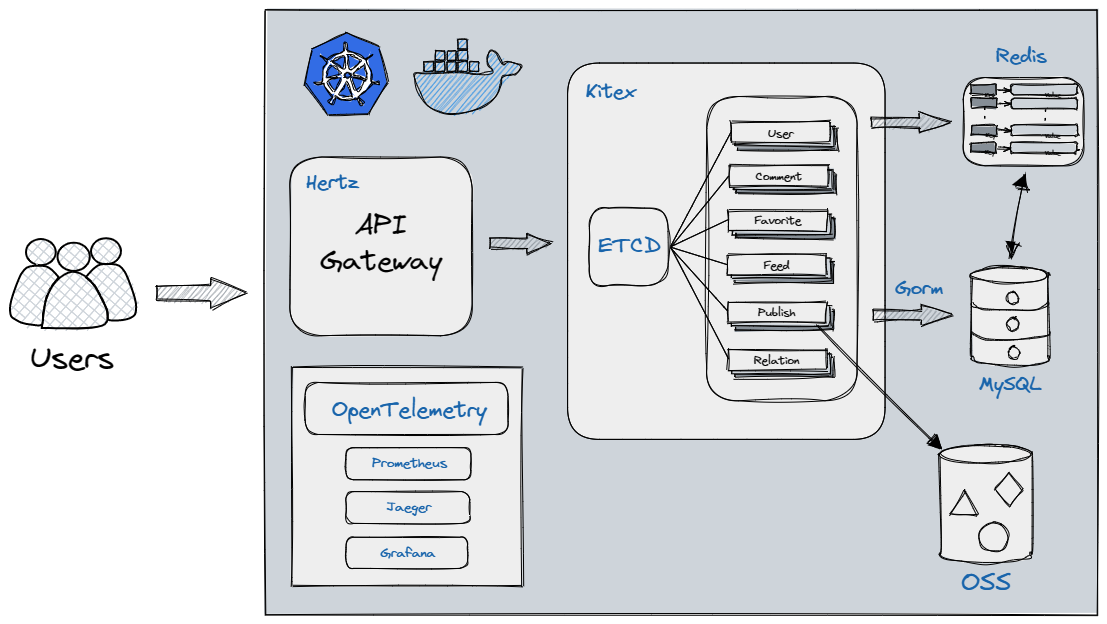 Users
Hertz
API
Gateway
OpenTelemetry
Prometheus
Jaeger
Grafana
Kitex
ETCD
User
Comment
Favorite
Feed
Publish
Relation
Redis
Gorm
MySQL
OSS